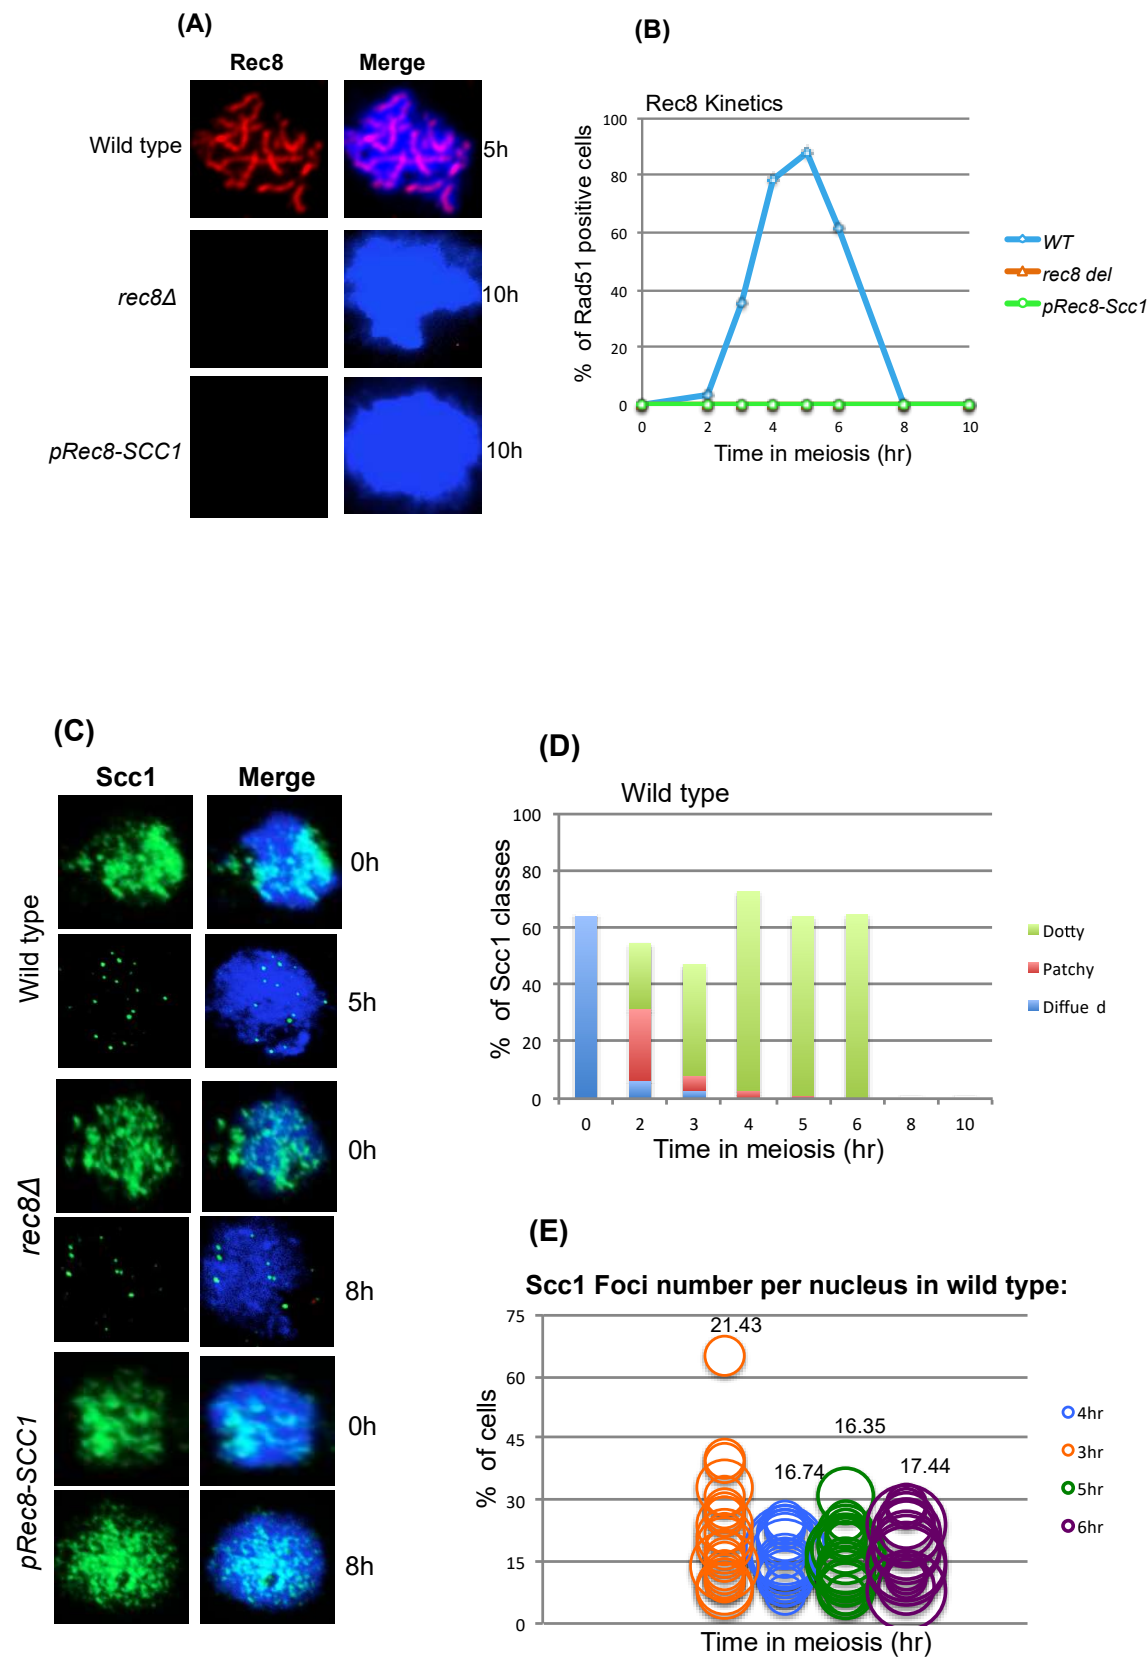 (A)
Rec8 Merge
Wild type
5h
rec8Δ
10h
pRec8-SCC1
10h
(B)
Rec8 Kinetics
% of Rad51 positive cells
100
80
60
40
20
0
0 2 3 4 5 6 8 10
Time in meiosis (hr)
WT
rec8 del
pRec8-Scc1
(C)
Scc1 Merge
Wild type
0h
5h
rec8Δ
0h
8h
pRec8-SCC1
0h
8h
(D)
Wild type
% of Scc1 classes
100
80
60
40
20
0
0 2 3 4 5 6 8 10
Time in meiosis (hr)
Dotty
Patchy
Diffue d
(E)
Scc1 Foci number per nucleus in wild type:
% of cells
75
60
45
30
15
0
21.43
16.74
16.35
17.44
Time in meiosis (hr)
4hr
3hr
5hr
6hr